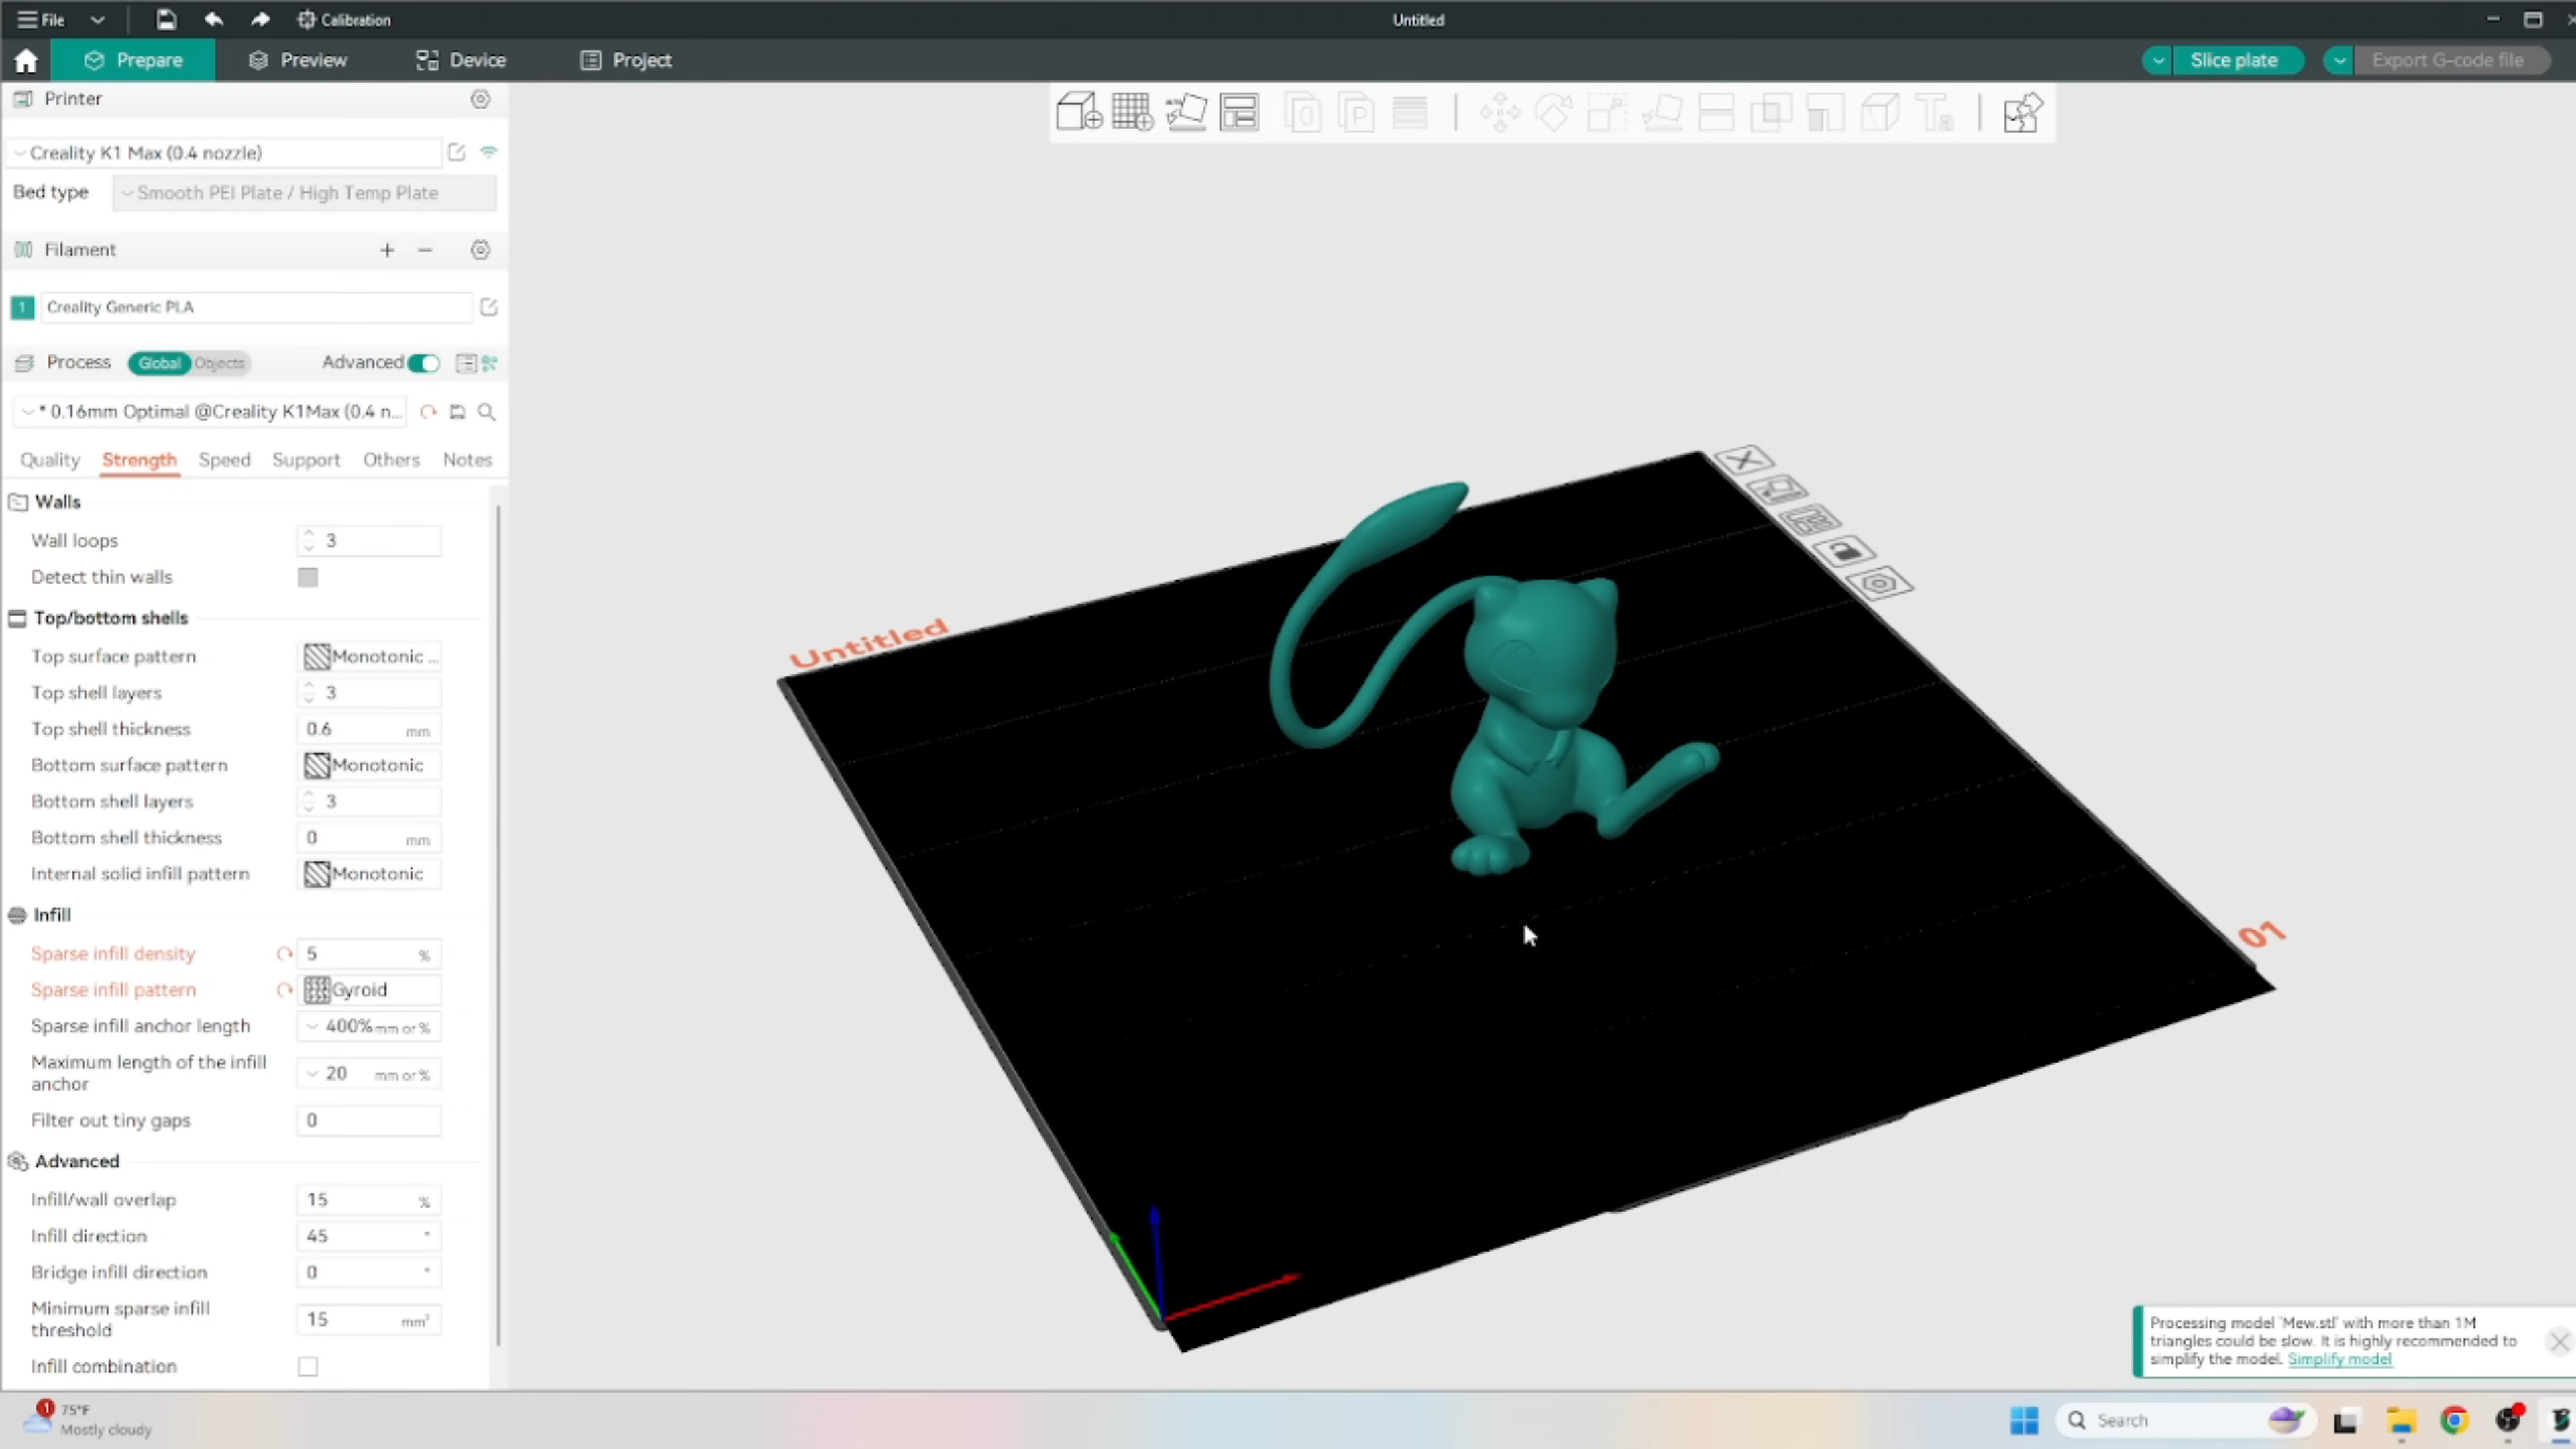 File
Calibration
Untitled
Prepare
Preview
Device
Project
Slice plate
Export G-code file
Printer
Creality K1 Max (0.4 nozzle)
Bed type
Smooth PEI Plate / High Temp Plate
Filament
+ −
1
Creality Generic PLA
Process
Global
Objects
Advanced
* 0.16mm Optimal @Creality K1Max (0.4 n...
Quality
Strength
Speed
Support
Others
Notes
Walls
Wall loops 3
Detect thin walls
Top/bottom shells
Top surface pattern Monotonic ...
Top shell layers 3
Top shell thickness 0.6 mm
Bottom surface pattern Monotonic
Bottom shell layers 3
Bottom shell thickness 0 mm
Internal solid infill pattern Monotonic
Infill
Sparse infill density 5 %
Sparse infill pattern Gyroid
Sparse infill anchor length 400% mm or %
Maximum length of the infill
anchor 20 mm or %
Filter out tiny gaps 0
Advanced
Infill/wall overlap 15 %
Infill direction 45 °
Bridge infill direction 0 °
Minimum sparse infill
threshold 15 mm²
Infill combination
Untitled
01
Processing model 'Mew.stl' with more than 1M
triangles could be slow. It is highly recommended to
simplify the model. Simplify model
1
75°F
Mostly cloudy
Search